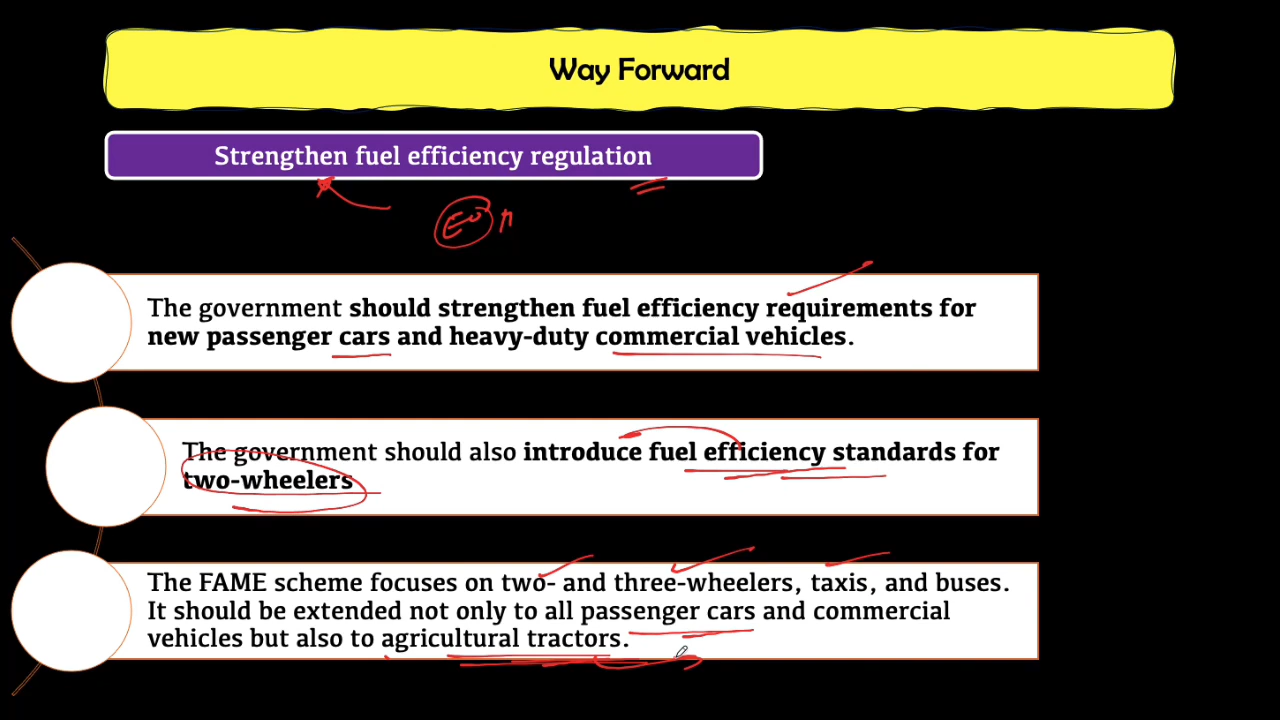 Way Forward
Strengthen fuel efficiency regulation
The government should strengthen fuel efficiency requirements for
new passenger cars and heavy-duty commercial vehicles.
The government should also introduce fuel efficiency standards for
two-wheelers
The FAME scheme focuses on two- and three-wheelers, taxis, and buses.
It should be extended not only to all passenger cars and commercial
vehicles but also to agricultural tractors.